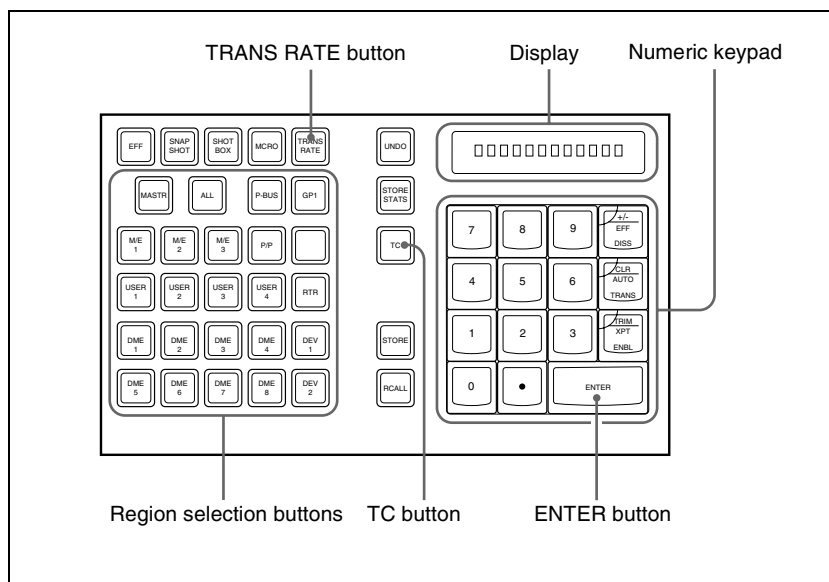 TRANS RATE button
Display
Numeric keypad
EFF
SNAP
SHOT
SHOT
BOX
MCRO
TRANS
RATE
UNDO
MASTR
ALL
P-BUS
GP1
STORE
STATS
7
8
9
+/-
EFF
DISS
M/E
1
M/E
2
M/E
3
P/P
TC
USER
1
USER
2
USER
3
USER
4
RTR
4
5
6
CLR
AUTO
TRANS
DME
1
DME
2
DME
3
DME
4
DEV
1
STORE
1
2
3
TRIM
XPT
ENBL
DME
5
DME
6
DME
7
DME
8
DEV
2
RCALL
0
•
ENTER
Region selection buttons
TC button
ENTER button